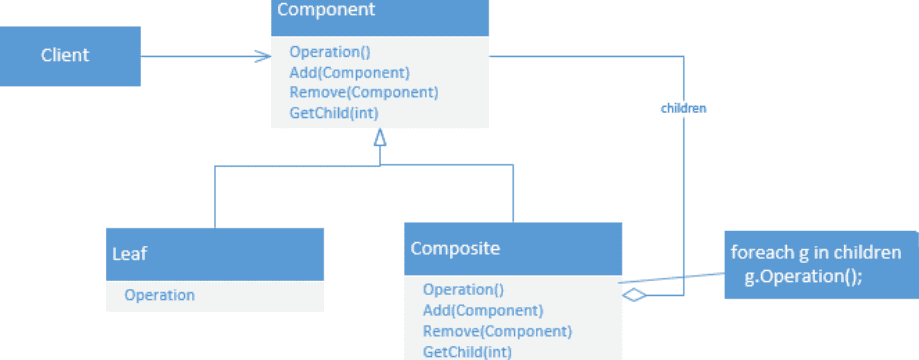 Component
Client
Operation()
Add(Component)
Remove(Component)
GetChild(int)
children
Leaf
Operation
Composite
Operation()
Add(Component)
Remove(Component)
GetChild(int)
foreach g in children
g.Operation();